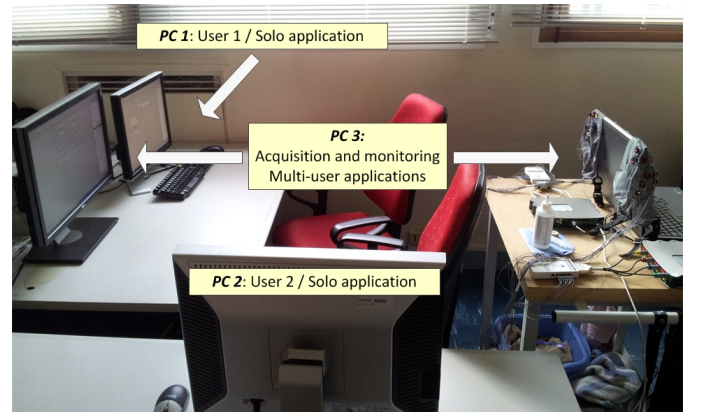 PC 1: User 1 / Solo application
PC 3:
Acquisition and monitoring
Multi-user applications
PC 2: User 2 / Solo application